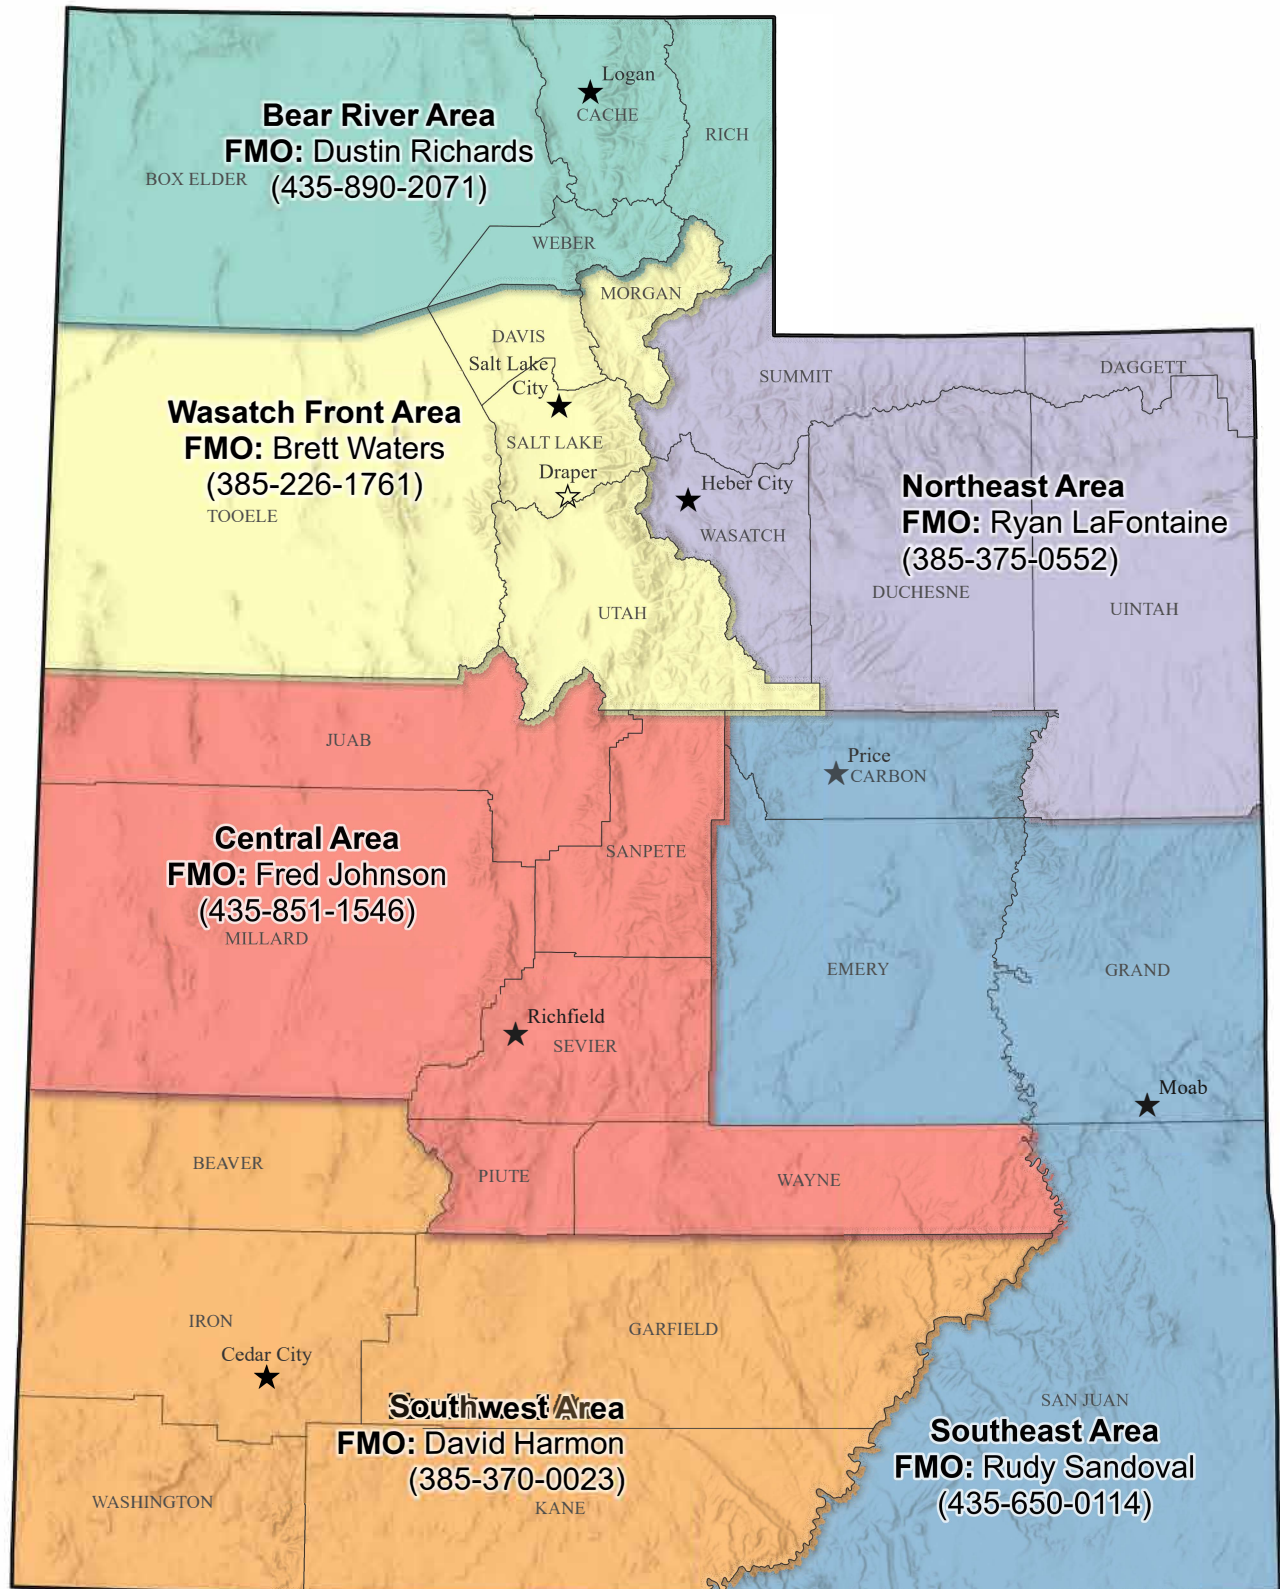 Logan
CACHE
RICH
Bear River Area
FMO: Dustin Richards
(435-890-2071)
BOX ELDER
WEBER
MORGAN
DAVIS
Salt Lake
City
SALT LAKE
Draper
Wasatch Front Area
FMO: Brett Waters
(385-226-1761)
TOOELE
UTAH
SUMMIT
DAGGETT
Heber City
WASATCH
Northeast Area
FMO: Ryan LaFontaine
(385-375-0552)
DUCHESNE
UINTAH
JUAB
Price
CARBON
Central Area
FMO: Fred Johnson
(435-851-1546)
MILLARD
SANPETE
EMERY
GRAND
Richfield
SEVIER
Moab
BEAVER
PIUTE
WAYNE
IRON
Cedar City
GARFIELD
Southwest Area
FMO: David Harmon
(385-370-0023)
WASHINGTON
KANE
SAN JUAN
Southeast Area
FMO: Rudy Sandoval
(435-650-0114)